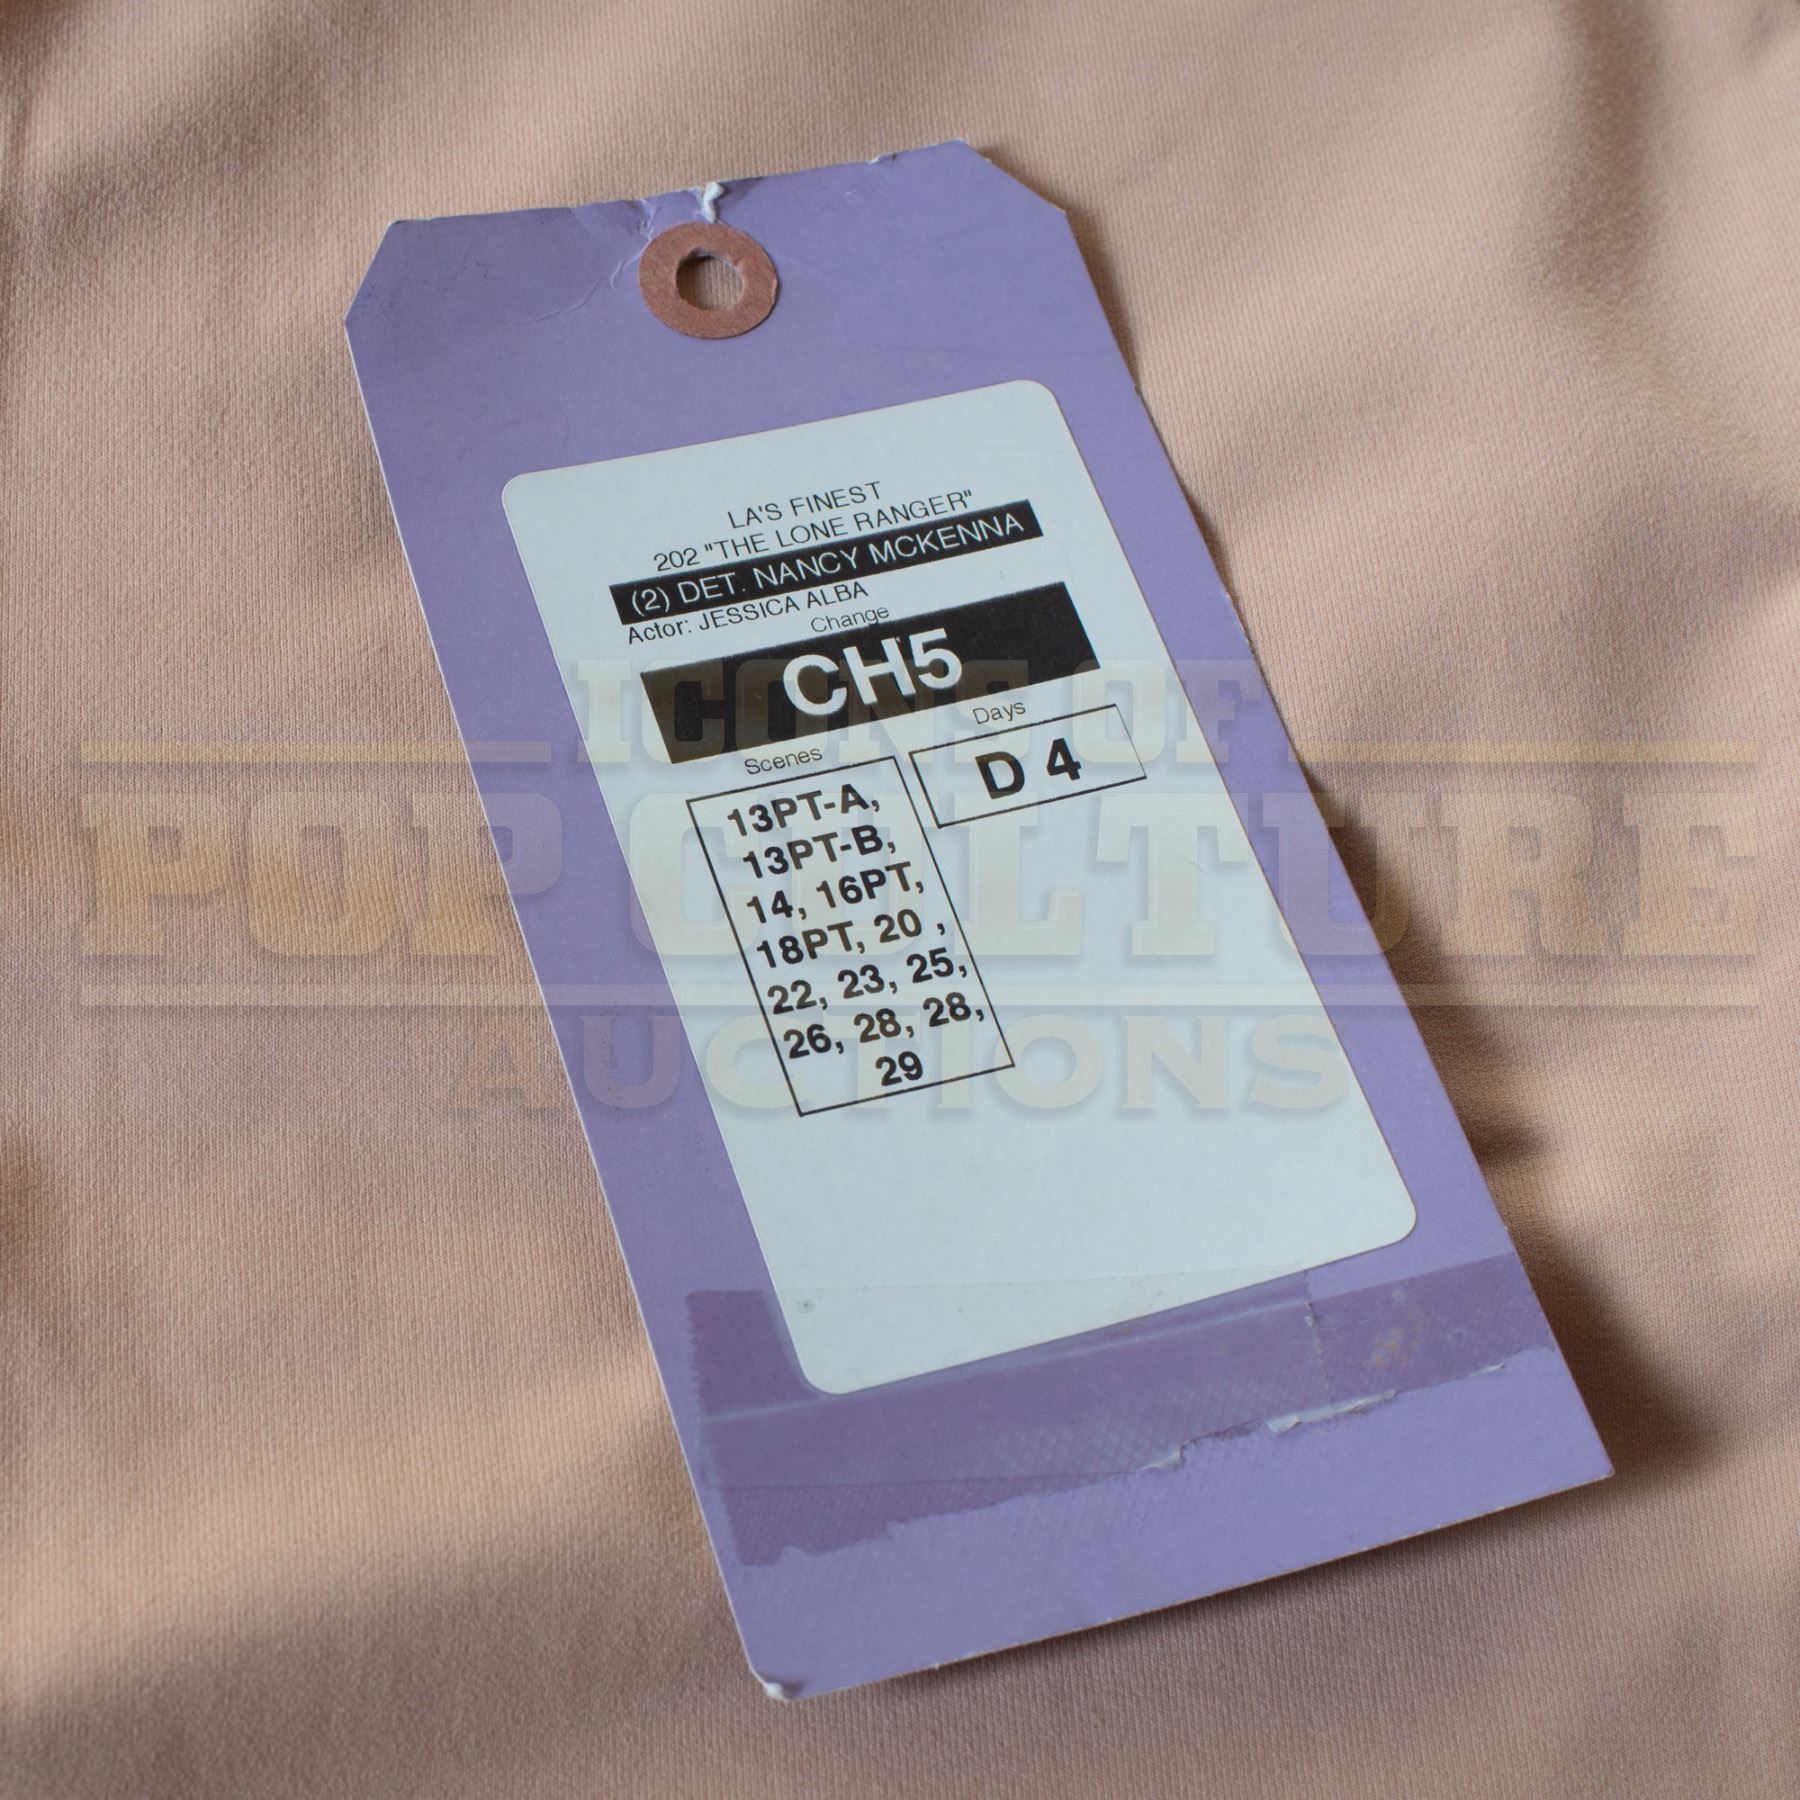 LA'S FINEST
202 "THE LONE RANGER"
(2) DET. NANCY MCKENNA
Actor: JESSICA ALBA
Change
CH5
Scenes
Days
13PT-A,
13PT-B,
14, 16PT,
18PT, 20 ,
22, 23, 25,
26, 28, 28,
29
D 4
ICONS OF
POP CULTURE
AUCTIONS